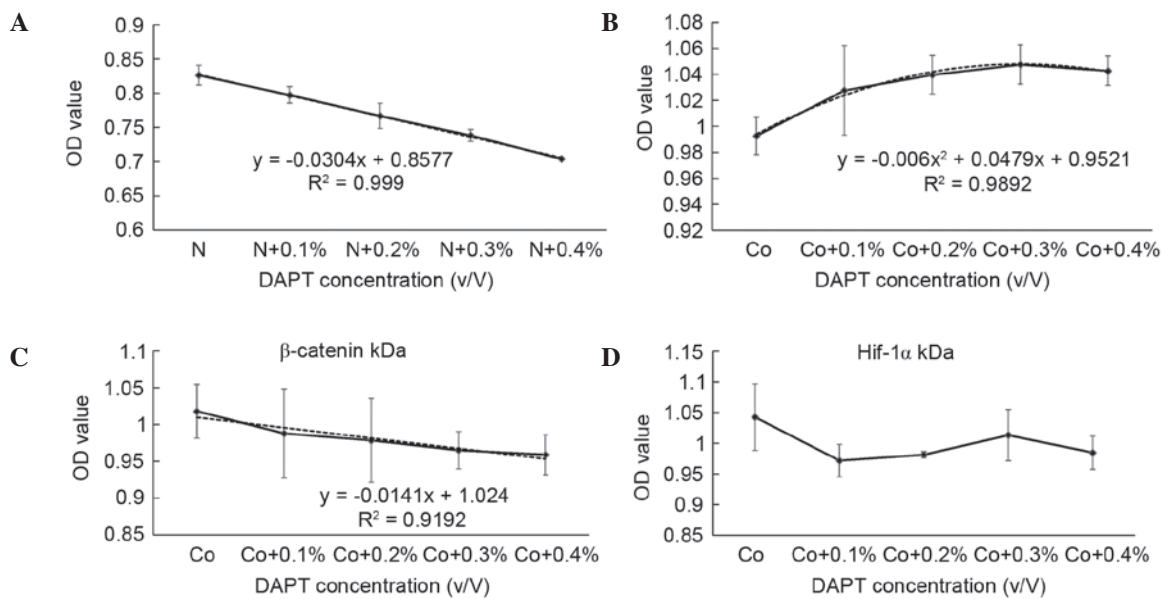 A
0.9
0.85
0.8
0.75
0.7
0.65
0.6
OD value
y = -0.0304x + 0.8577
R² = 0.999
N N+0.1% N+0.2% N+0.3% N+0.4%
DAPT concentration (v/V)
B
1.08
1.06
1.04
1.02
1
0.98
0.96
0.94
0.92
OD value
y = -0.006x² + 0.0479x + 0.9521
R² = 0.9892
Co Co+0.1% Co+0.2% Co+0.3% Co+0.4%
DAPT concentration (v/V)
C
β-catenin kDa
1.1
1.05
1
0.95
0.9
0.85
OD value
y = -0.0141x + 1.024
R² = 0.9192
Co Co+0.1% Co+0.2% Co+0.3% Co+0.4%
DAPT concentration (v/V)
D
Hif-1α kDa
1.15
1.1
1.05
1
0.95
0.9
0.85
OD value
Co Co+0.1% Co+0.2% Co+0.3% Co+0.4%
DAPT concentration (v/V)